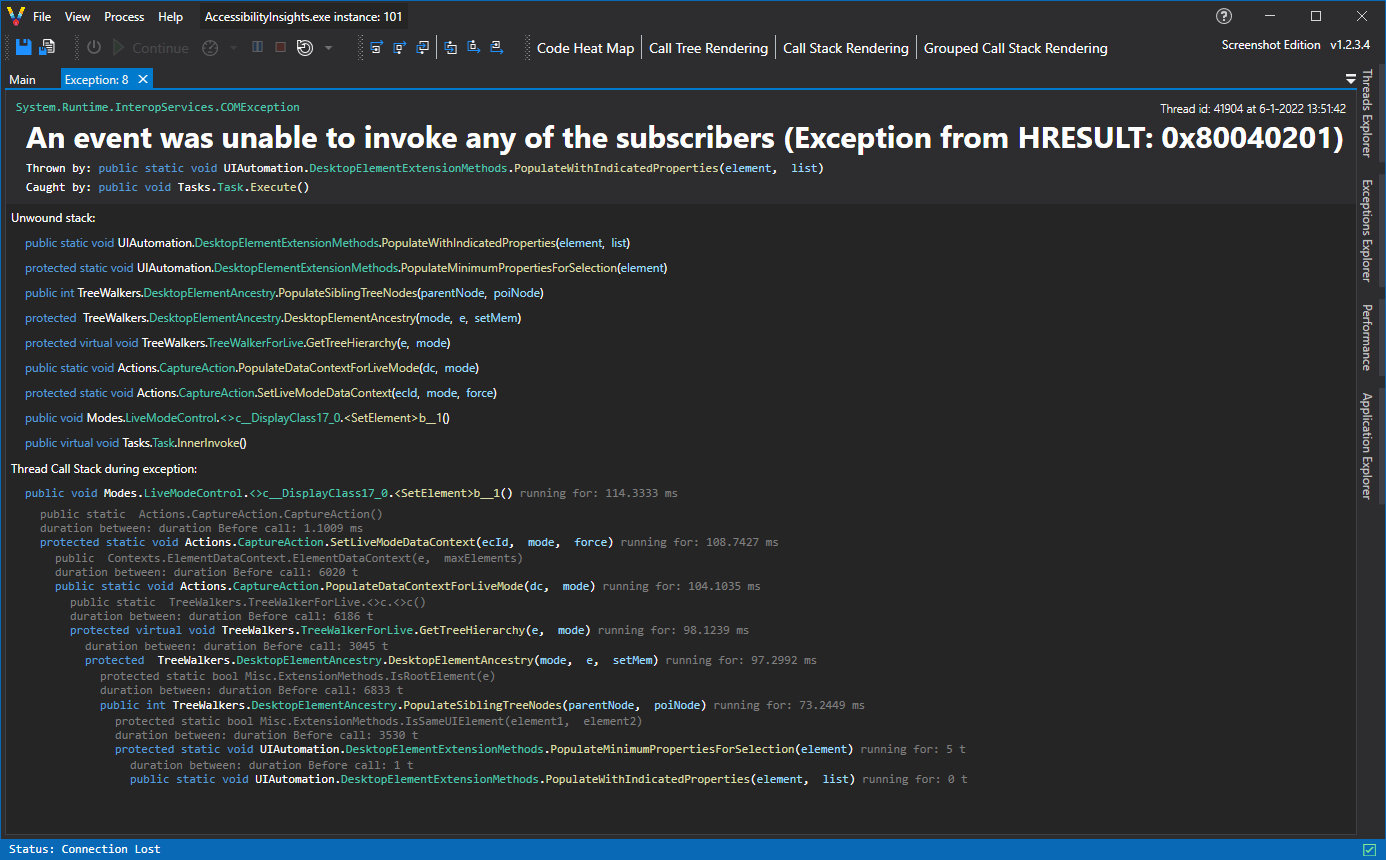 File View Process Help AccessibilityInsights.exe instance: 101
Continue Code Heat Map Call Tree Rendering Call Stack Rendering Grouped Call Stack Rendering Screenshot Edition v1.2.3.4
Main Exception: 8
System.Runtime.InteropServices.COMException Thread id: 41904 at 6-1-2022 13:51:42
An event was unable to invoke any of the subscribers (Exception from HRESULT: 0x80040201)
Thrown by: public static void UIAutomation.DesktopElementExtensionMethods.PopulateWithIndicatedProperties(element, list)
Caught by: public void Tasks.Task.Execute()
Unwound stack:
public static void UIAutomation.DesktopElementExtensionMethods.PopulateWithIndicatedProperties(element, list)
protected static void UIAutomation.DesktopElementExtensionMethods.PopulateMinimumPropertiesForSelection(element)
public int TreeWalkers.DesktopElementAncestry.PopulateSiblingTreeNodes(parentNode, poiNode)
protected TreeWalkers.DesktopElementAncestry.DesktopElementAncestry(mode, e, setMem)
protected virtual void TreeWalkers.TreeWalkerForLive.GetTreeHierarchy(e, mode)
public static void Actions.CaptureAction.PopulateDataContextForLiveMode(dc, mode)
protected static void Actions.CaptureAction.SetLiveModeDataContext(ecId, mode, force)
public void Modes.LiveModeControl.<>c__DisplayClass17_0.<SetElement>b__1()
public virtual void Tasks.Task.InnerInvoke()
Thread Call Stack during exception:
public void Modes.LiveModeControl.<>c__DisplayClass17_0.<SetElement>b__1() running for: 114.3333 ms
public static Actions.CaptureAction.CaptureAction()
duration between: duration Before call: 1.1009 ms
protected static void Actions.CaptureAction.SetLiveModeDataContext(ecId, mode, force) running for: 108.7427 ms
public Contexts.ElementDataContext.ElementDataContext(e, maxElements)
duration between: duration Before call: 6020 t
public static void Actions.CaptureAction.PopulateDataContextForLiveMode(dc, mode) running for: 104.1035 ms
public static TreeWalkers.TreeWalkerForLive.<>c.<>c()
duration between: duration Before call: 6186 t
protected virtual void TreeWalkers.TreeWalkerForLive.GetTreeHierarchy(e, mode) running for: 98.1239 ms
duration between: duration Before call: 3045 t
protected TreeWalkers.DesktopElementAncestry.DesktopElementAncestry(mode, e, setMem) running for: 97.2992 ms
protected static bool Misc.ExtensionMethods.IsRootElement(e)
duration between: duration Before call: 6833 t
public int TreeWalkers.DesktopElementAncestry.PopulateSiblingTreeNodes(parentNode, poiNode) running for: 73.2449 ms
protected static bool Misc.ExtensionMethods.IsSameUIElement(element1, element2)
duration between: duration Before call: 3530 t
protected static void UIAutomation.DesktopElementExtensionMethods.PopulateMinimumPropertiesForSelection(element) running for: 5 t
duration between: duration Before call: 1 t
public static void UIAutomation.DesktopElementExtensionMethods.PopulateWithIndicatedProperties(element, list) running for: 0 t
Threads Explorer
Exceptions Explorer
Performance
Application Explorer
Status: Connection Lost